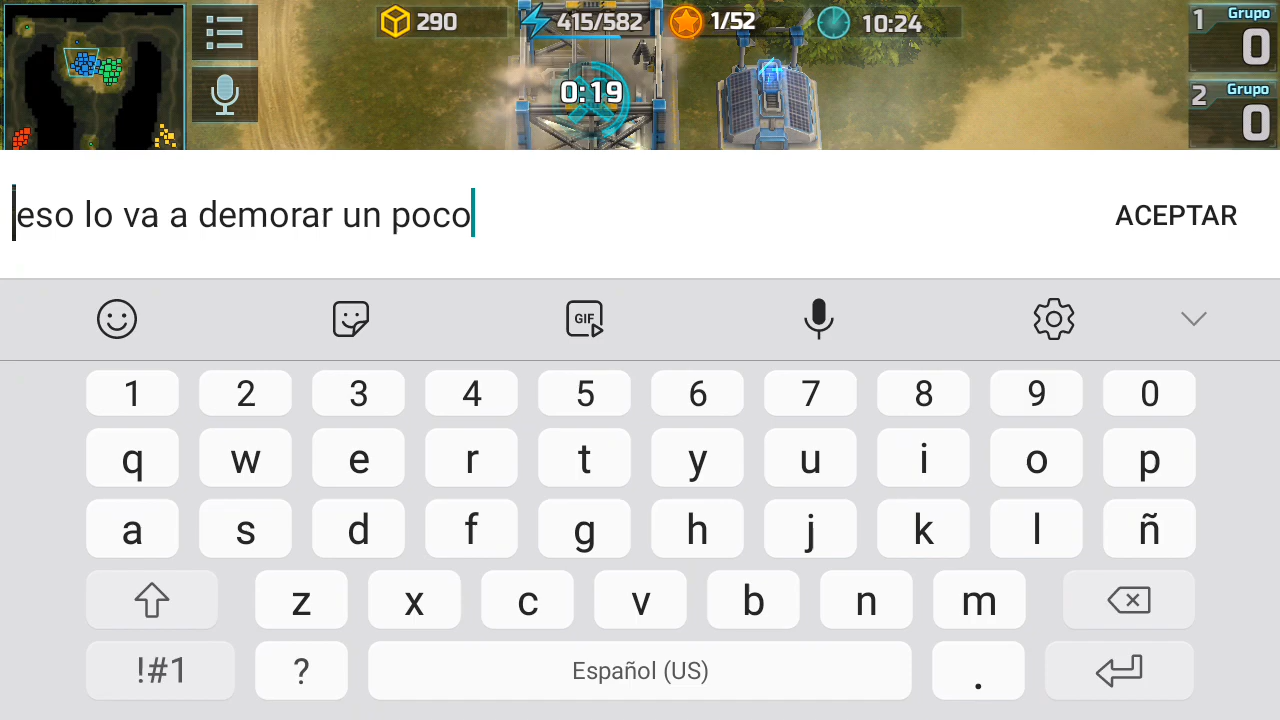 290
415/582
1/52
10:24
1 Grupo
0
0:19
2 Grupo
0
eso lo va a demorar un poco
ACEPTAR
GIF
1 2 3 4 5 6 7 8 9 0
q w e r t y u i o p
a s d f g h j k l ñ
z x c v b n m
!#1 ? Español (US) .